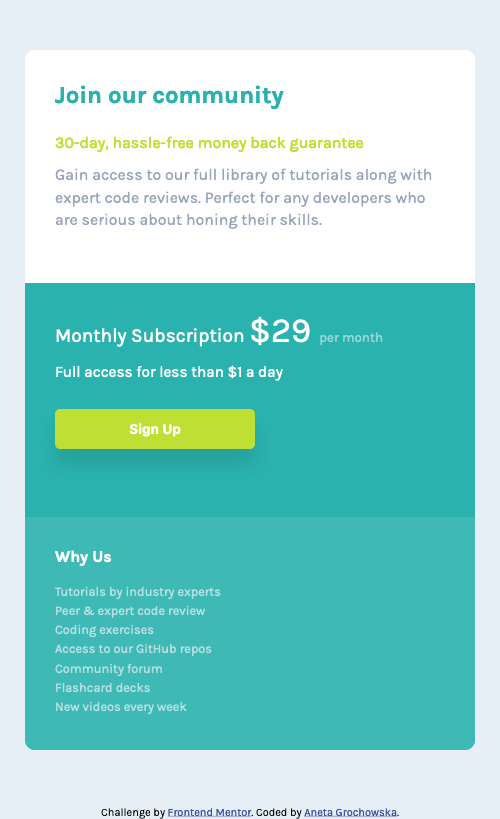 Join our community
30-day, hassle-free money back guarantee
Gain access to our full library of tutorials along with
expert code reviews. Perfect for any developers who
are serious about honing their skills.
Monthly Subscription $29 per month
Full access for less than $1 a day
Sign Up
Why Us
Tutorials by industry experts
Peer & expert code review
Coding exercises
Access to our GitHub repos
Community forum
Flashcard decks
New videos every week
Challenge by Frontend Mentor. Coded by Aneta Grochowska.